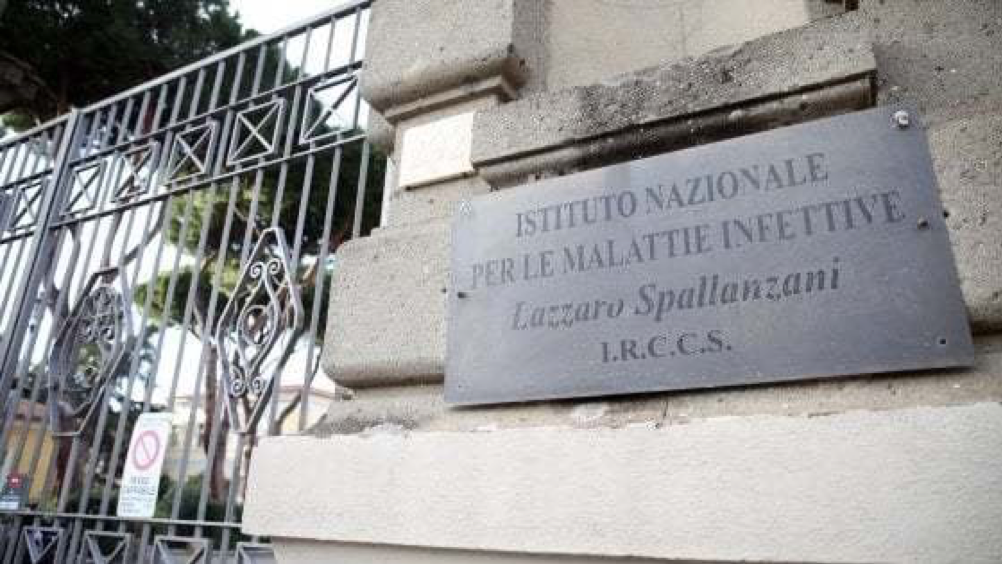 ISTITUTO NAZIONALE
PER LE MALATTIE INFETTIVE
Lazzaro Spallanzani
I.R.C.C.S.